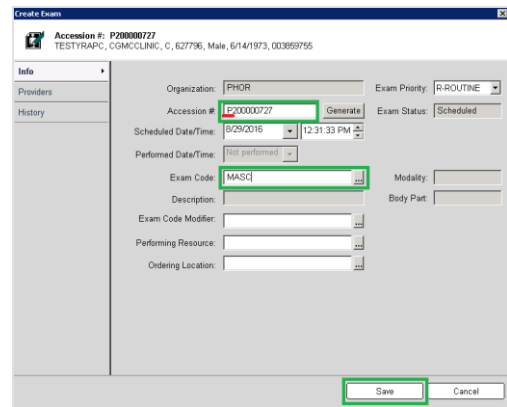 Create Exam
Accession #: P200000727
TESTYRAPC, CGMCCLINIC, C, 627796, Male, 6/14/1973, 003859755
Info
Providers
History
Organization: PHOR Exam Priority: R-ROUTINE
Accession #: P200000727 Generate Exam Status: Scheduled
Scheduled Date/Time: 8/29/2016 12:31:33 PM
Performed Date/Time: Not performed
Exam Code: MASC ... Modality:
Description: Body Part:
Exam Code Modifier: ...
Performing Resource: ...
Ordering Location: ...
Save Cancel